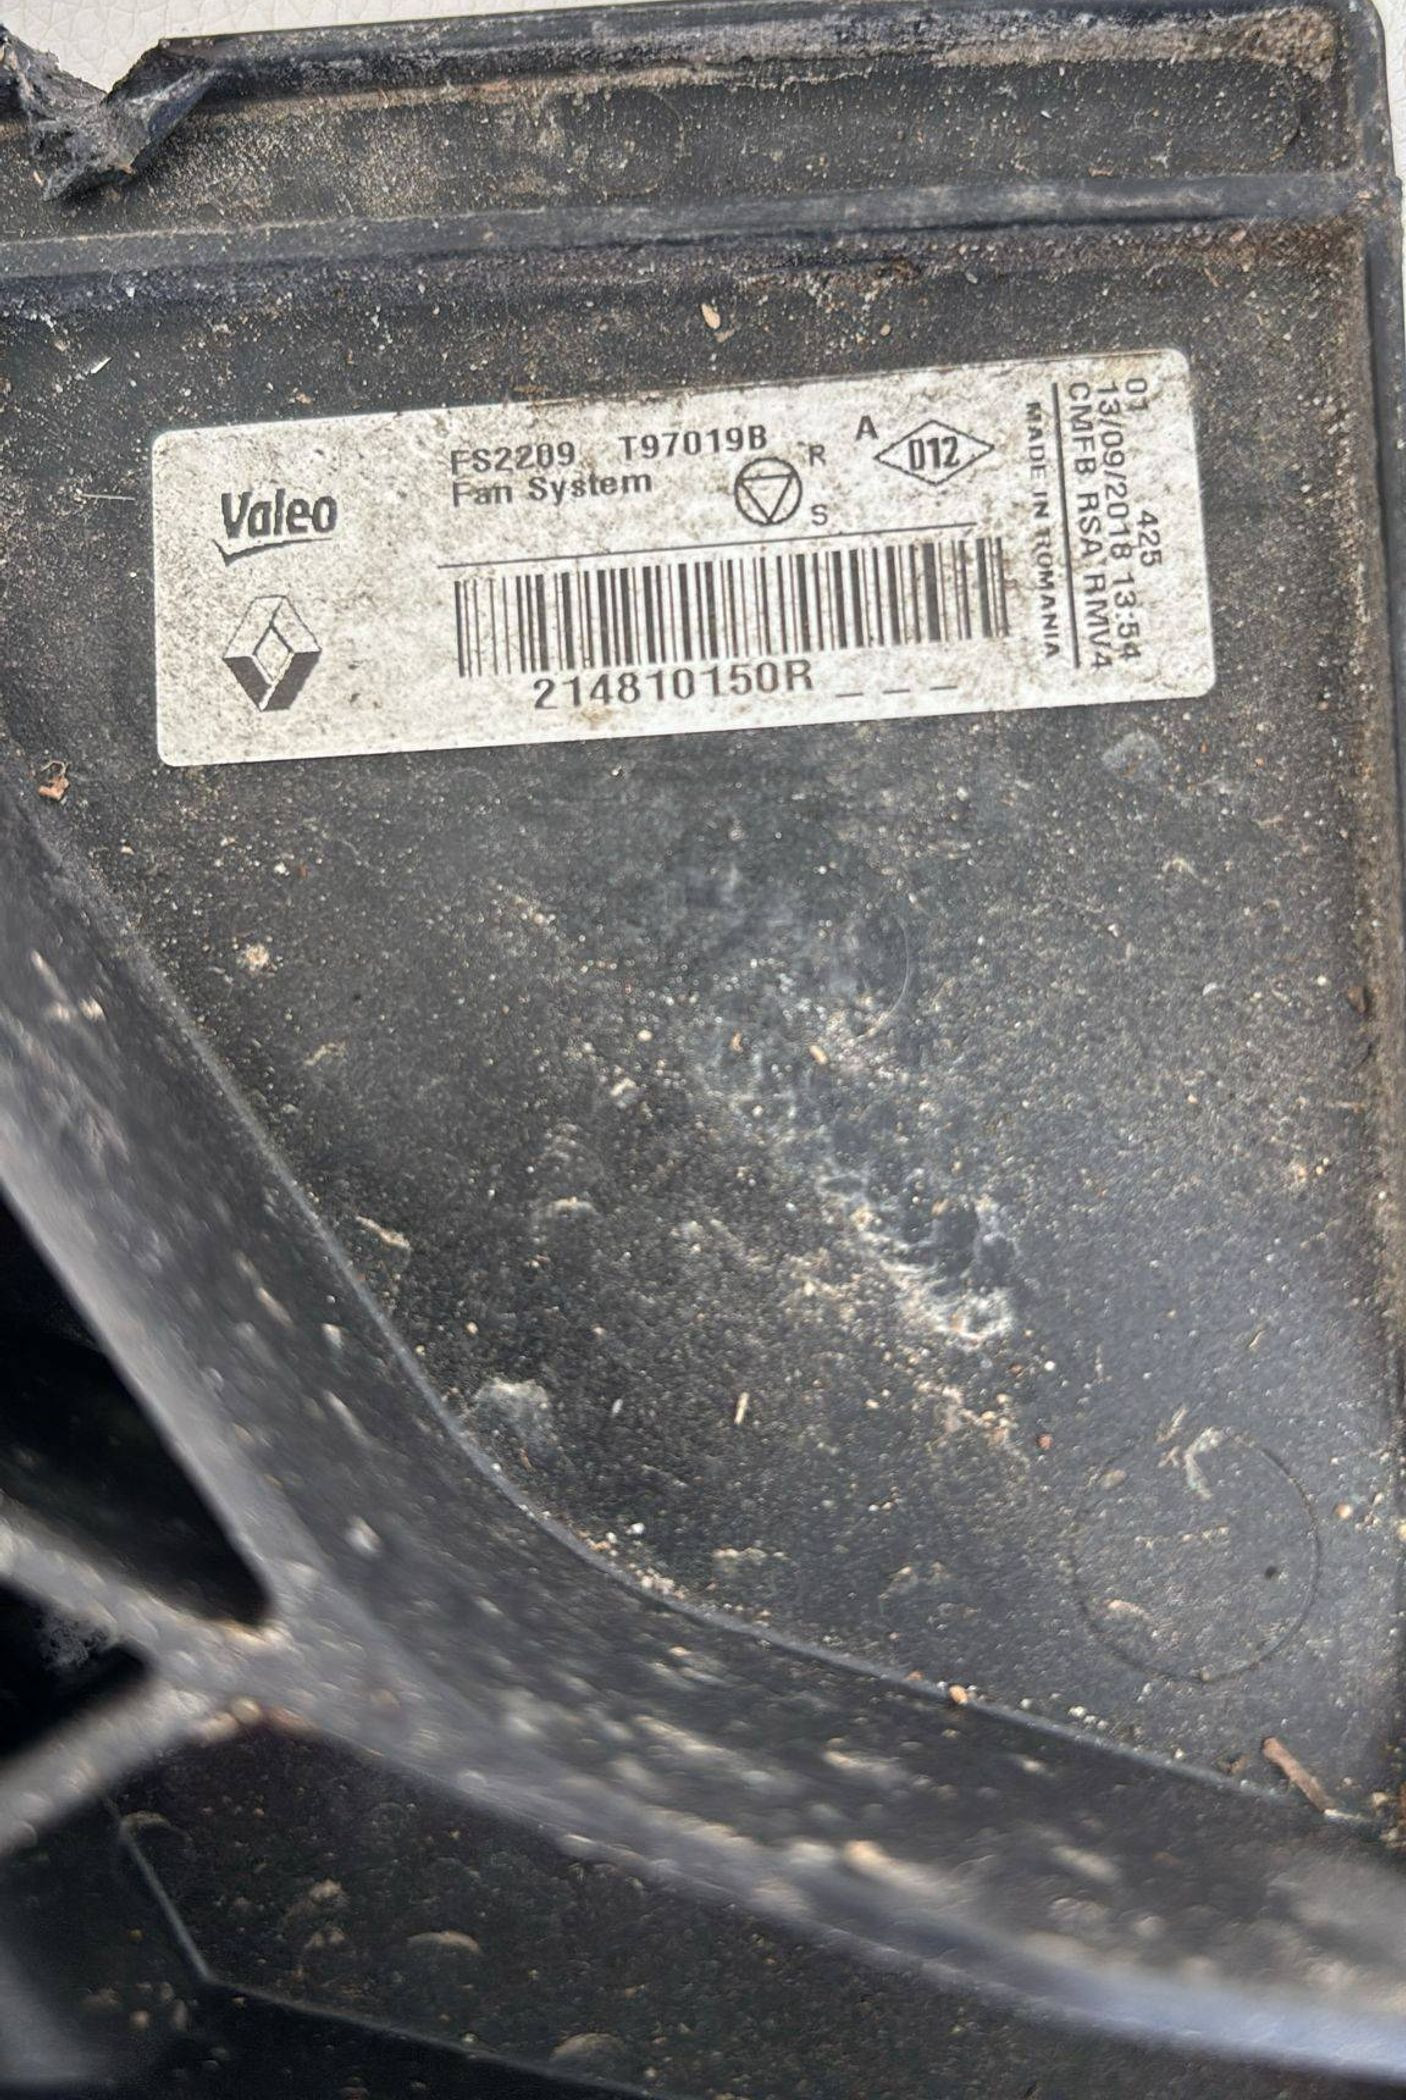 Valeo
FS2209 T97019B
Fan System
R
S
A
D12
214810150R _ _ _
MADE IN ROMANIA
CMFB RSA RMV4
13/09/2018 13:54
01 425